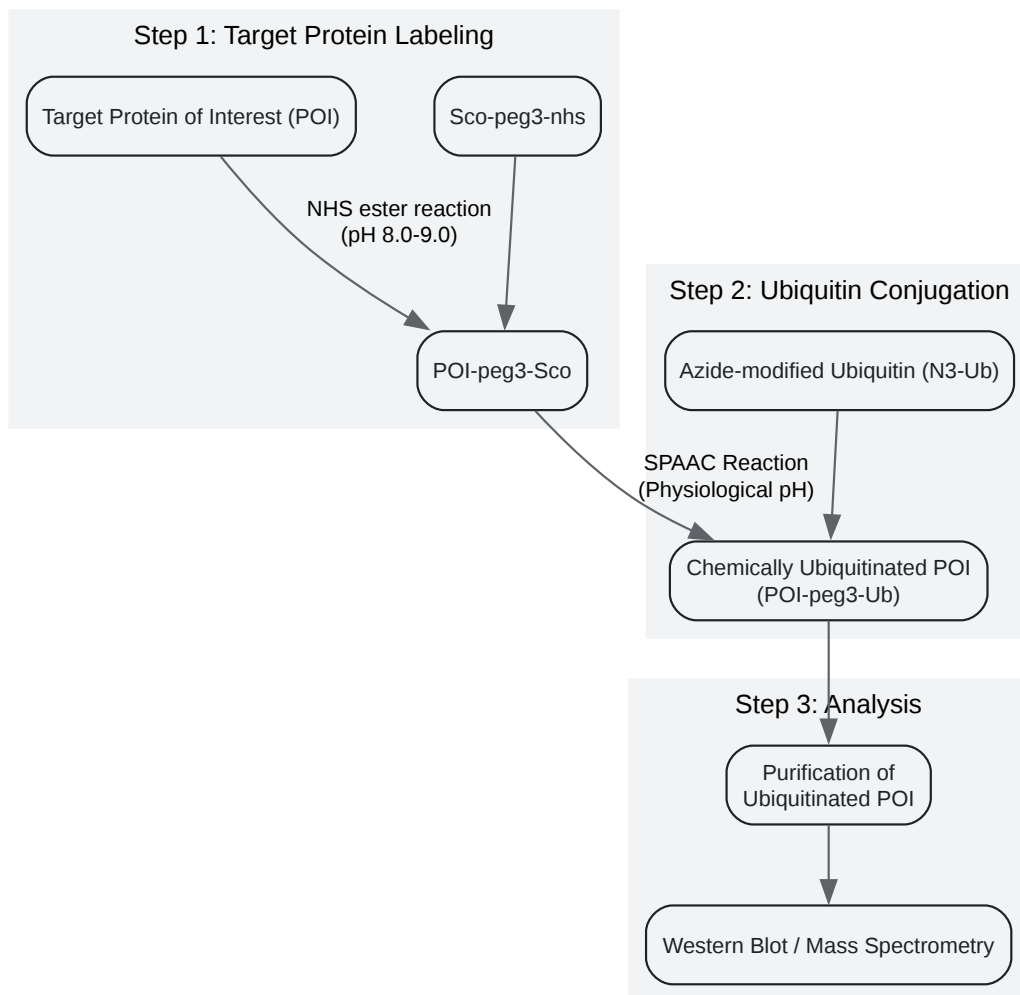 Step 1: Target Protein Labeling
Target Protein of Interest (POI)
Sco-peg3-nhs
NHS ester reaction
(pH 8.0-9.0)
POI-peg3-Sco
Step 2: Ubiquitin Conjugation
Azide-modified Ubiquitin (N3-Ub)
SPAAC Reaction
(Physiological pH)
Chemically Ubiquitinated POI
(POI-peg3-Ub)
Step 3: Analysis
Purification of
Ubiquitinated POI
Western Blot / Mass Spectrometry